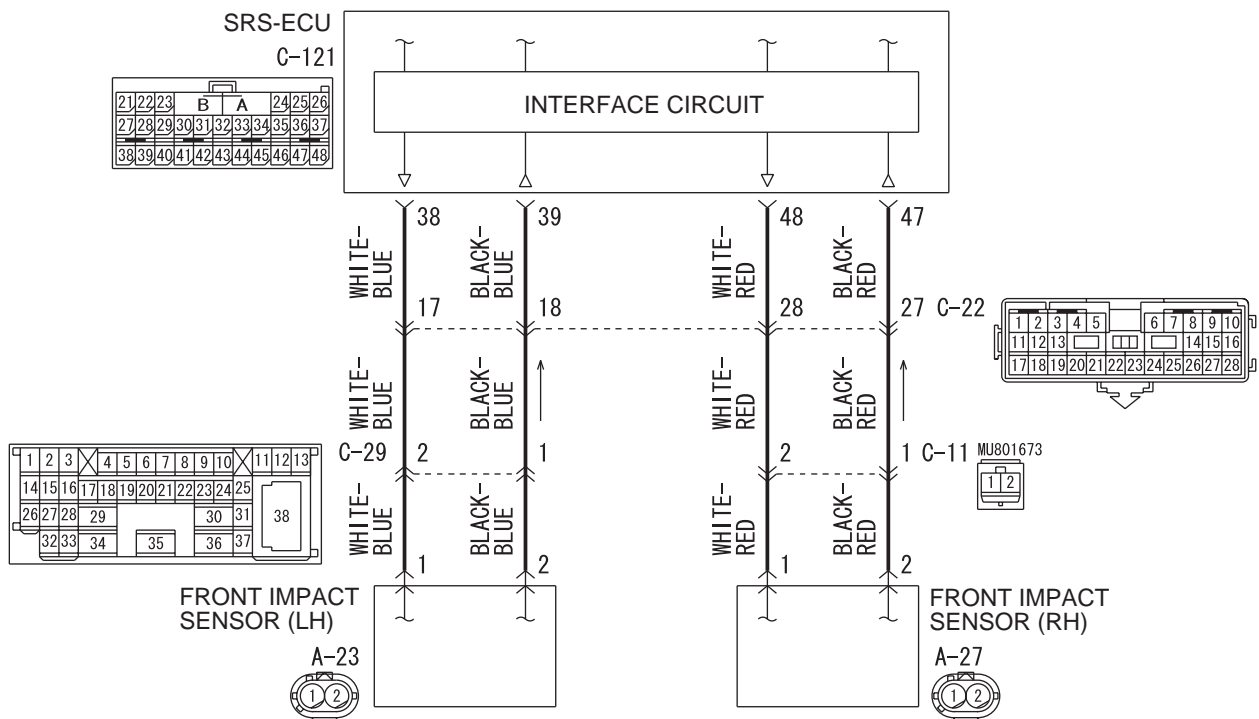 SRS-ECU
C-121
21 22 23 B A 24 25 26
27 28 29 30 31 32 33 34 35 36 37
38 39 40 41 42 43 44 45 46 47 48
INTERFACE CIRCUIT
38 39 48 47
WHITE-
BLUE
BLACK-
BLUE
WHITE-
RED
BLACK-
RED
17 18 28 27 C-22
1 2 3 4 5 6 7 8 9 10
11 12 13 14 15 16
17 18 19 20 21 22 23 24 25 26 27 28
WHITE-
BLUE
BLACK-
BLUE
WHITE-
RED
BLACK-
RED
C-29 2 1 2 1 C-11 MU801673
1 2
1 2 3 4 5 6 7 8 9 10 11 12 13
14 15 16 17 18 19 20 21 22 23 24 25
26 27 28 29 30 31 38
32 33 34 35 36 37
WHITE-
BLUE
BLACK-
BLUE
WHITE-
RED
BLACK-
RED
1 2 1 2
FRONT IMPACT
SENSOR (LH)
A-23
1 2
FRONT IMPACT
SENSOR (RH)
A-27
1 2